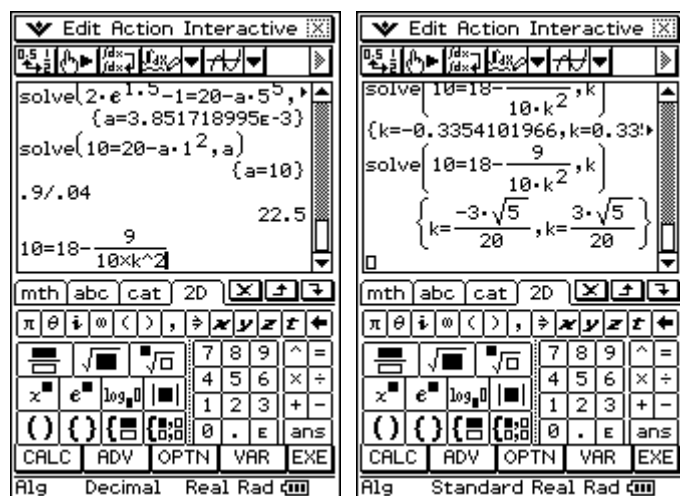 Edit Action Interactive
solve(2·e^1.5-1=20-a·5^5,
{a=3.851718995E-3}
solve(10=20-a·1^2,a)
{a=10}
.9/.04
22.5
10=18-9/10×k^2
mth abc cat 2D
π θ i ∞ ( ) , ⇒ x y z t ←
√■ ■√□ 7 8 9 ^ =
x■ e■ log■□ |■| 4 5 6 × ÷
1 2 3 + -
() {} 0 . E ans
CALC ADV OPTN VAR EXE
Alg Decimal Real Rad
Edit Action Interactive
solve(10=18-9/10·k^2,k)
{k=-0.3354101966,k=0.33
solve(10=18-9/10·k^2,k)
{k=-3·√5/20,k=3·√5/20}
mth abc cat 2D
π θ i ∞ ( ) , ⇒ x y z t ←
√■ ■√□ 7 8 9 ^ =
x■ e■ log■□ |■| 4 5 6 × ÷
1 2 3 + -
() {} 0 . E ans
CALC ADV OPTN VAR EXE
Alg Standard Real Rad